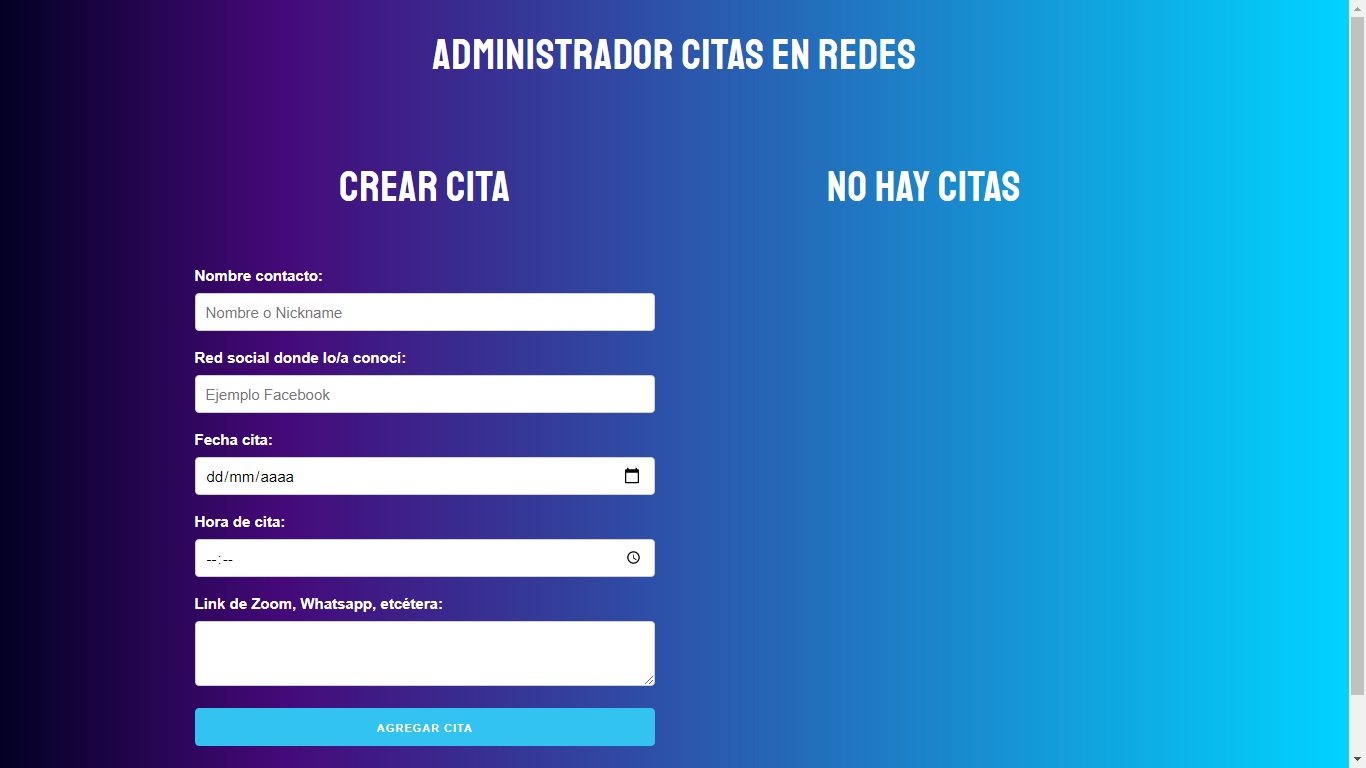 ADMINISTRADOR CITAS EN REDES
CREAR CITA
NO HAY CITAS
Nombre contacto:
Nombre o Nickname
Red social donde lo/a conocí:
Ejemplo Facebook
Fecha cita:
dd/mm/aaaa
Hora de cita:
--:--
Link de Zoom, Whatsapp, etcétera:
AGREGAR CITA